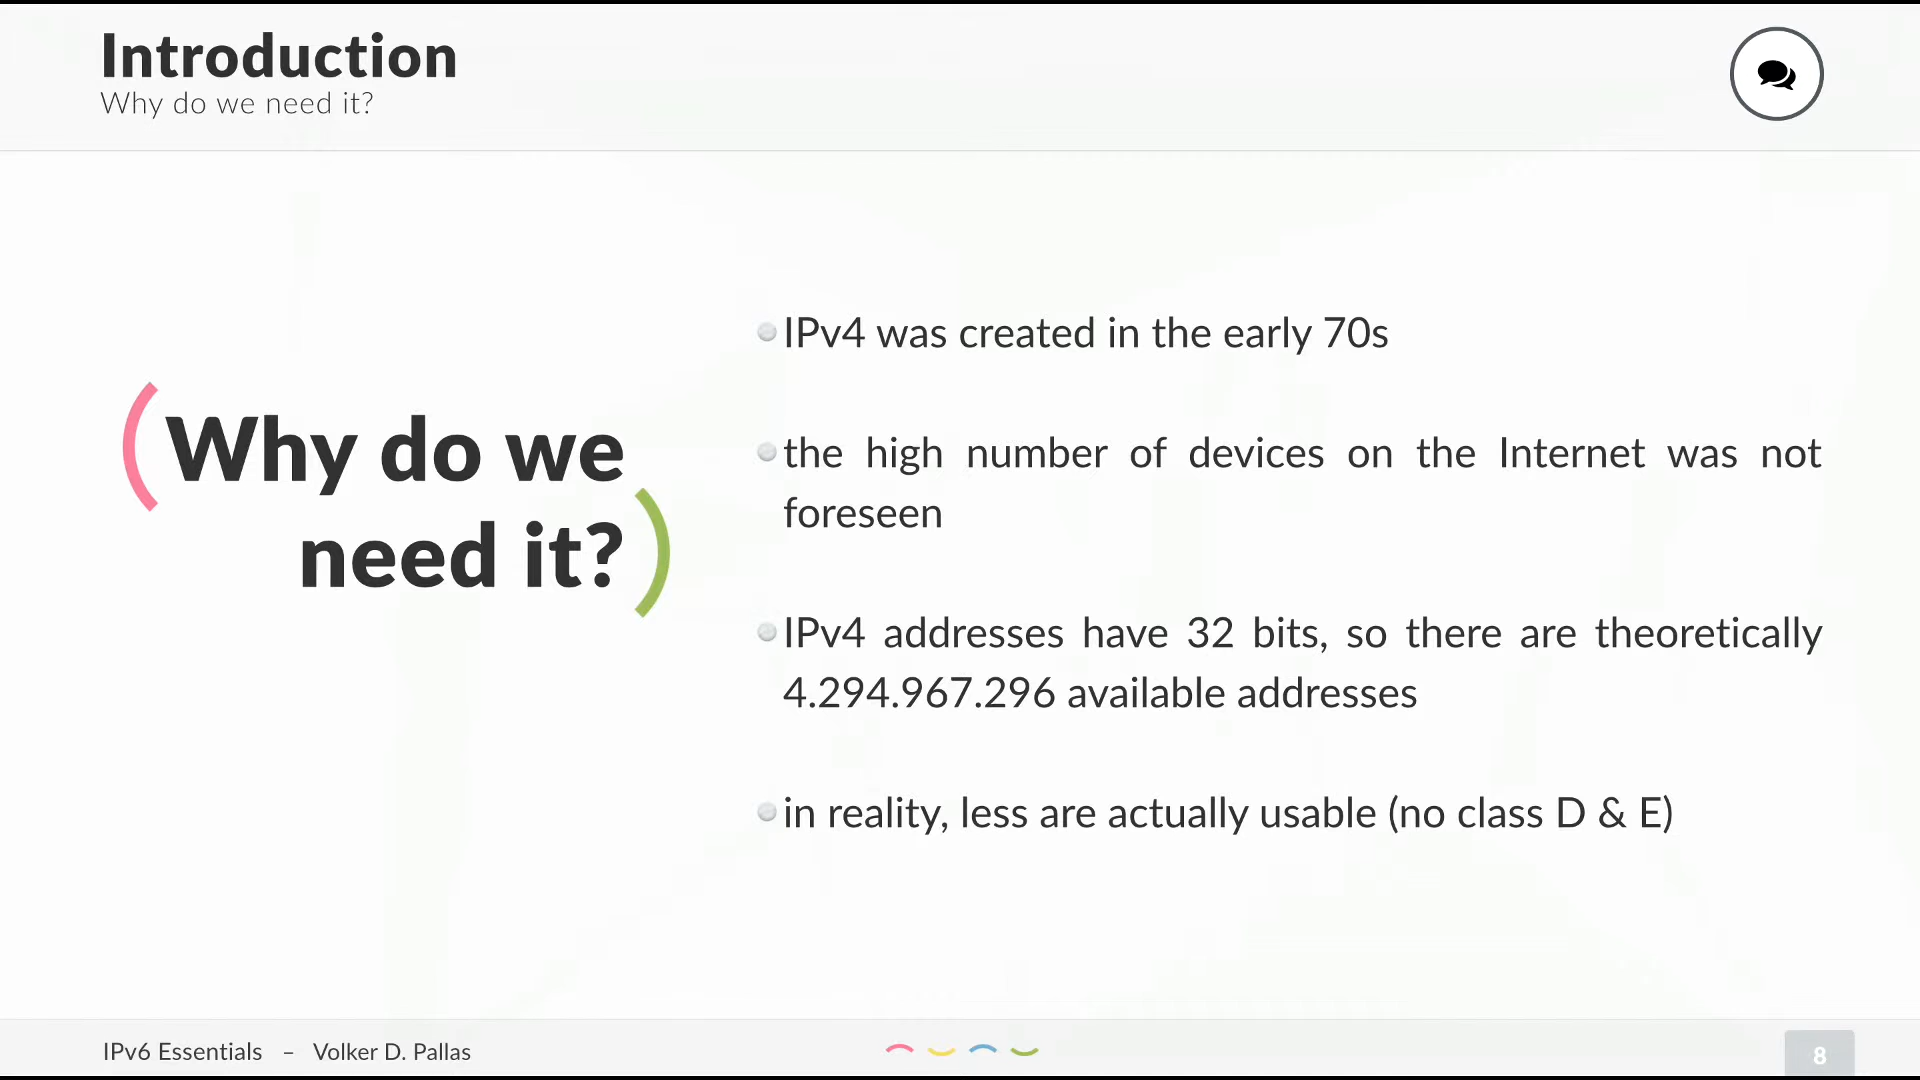 Introduction
Why do we need it?
Why do we
need it?
IPv4 was created in the early 70s
the high number of devices on the Internet was not
foreseen
IPv4 addresses have 32 bits, so there are theoretically
4.294.967.296 available addresses
in reality, less are actually usable (no class D & E)
IPv6 Essentials – Volker D. Pallas
8